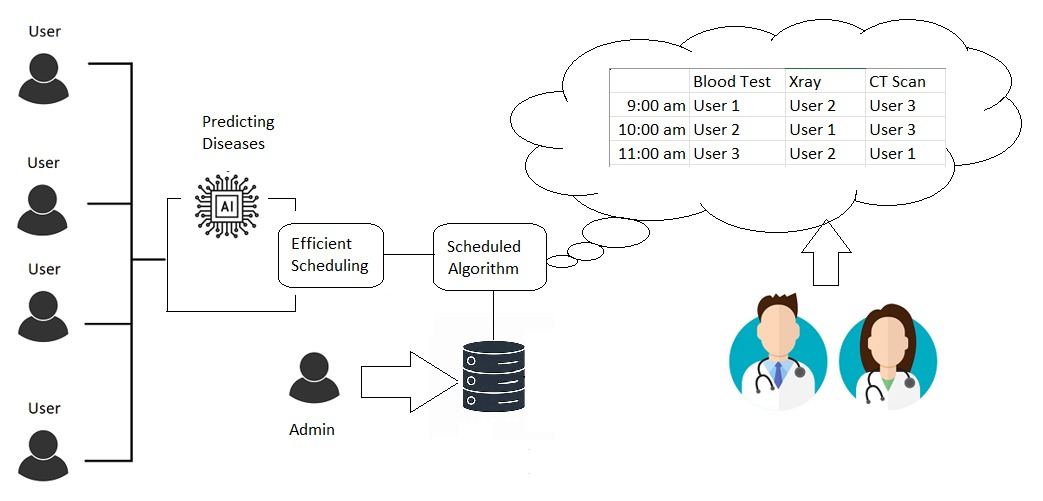 User
User
User
User
Predicting
Diseases
AI
Efficient
Scheduling
Scheduled
Algorithm
Admin
Blood Test Xray CT Scan
9:00 am User 1 User 2 User 3
10:00 am User 2 User 1 User 3
11:00 am User 3 User 2 User 1